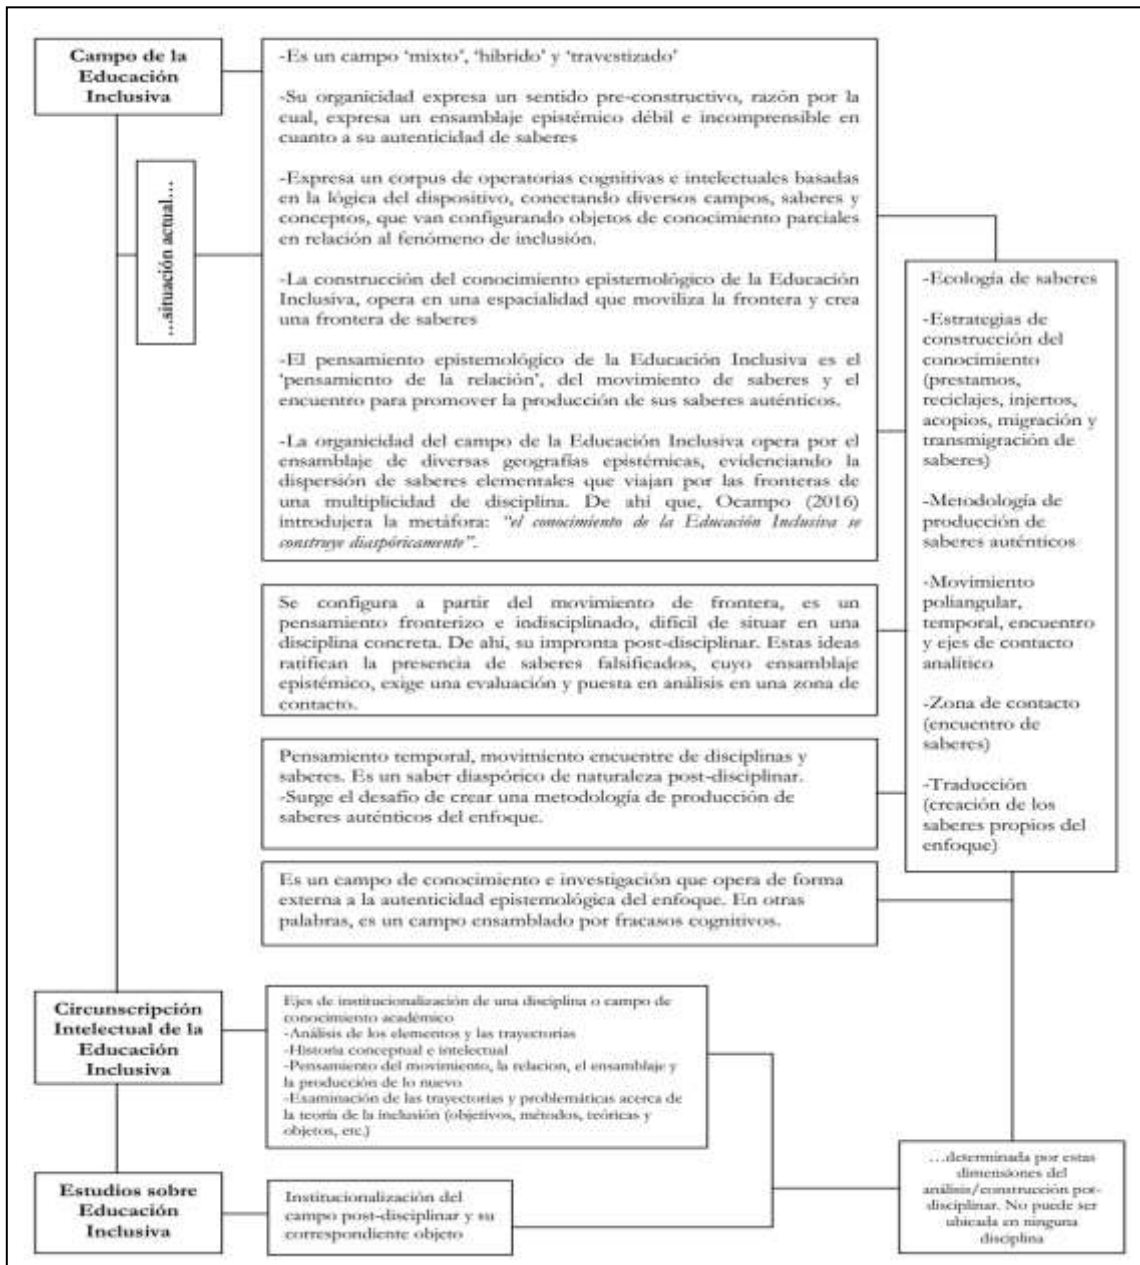 Campo de la
Educación
Inclusiva
…situación actual…
-Es un campo ‘mixto’, ‘híbrido’ y ‘travestizado’
-Su organicidad expresa un sentido pre-constructivo, razón por la
cual, expresa un ensamblaje epistémico débil e incomprensible en
cuanto a su autenticidad de saberes
-Expresa un corpus de operatorias cognitivas e intelectuales basadas
en la lógica del dispositivo, conectando diversos campos, saberes y
conceptos, que van configurando objetos de conocimiento parciales
en relación al fenómeno de inclusión.
-La construcción del conocimiento epistemológico de la Educación
Inclusiva, opera en una espacialidad que moviliza la frontera y crea
una frontera de saberes
-El pensamiento epistemológico de la Educación Inclusiva es el
‘pensamiento de la relación’, del movimiento de saberes y el
encuentro para promover la producción de sus saberes auténticos.
-La organicidad del campo de la Educación Inclusiva opera por el
ensamblaje de diversas geografías epistémicas, evidenciando la
dispersión de saberes elementales que viajan por las fronteras de
una multiplicidad de disciplina. De ahí que, Ocampo (2016)
introdujera la metáfora: “el conocimiento de la Educación Inclusiva se
construye diaspóricamente”.
Se configura a partir del movimiento de frontera, es un
pensamiento fronterizo e indisciplinado, difícil de situar en una
disciplina concreta. De ahí, su impronta post-disciplinar. Estas ideas
ratifican la presencia de saberes falsificados, cuyo ensamblaje
epistémico, exige una evaluación y puesta en análisis en una zona de
contacto.
Pensamiento temporal, movimiento encuentre de disciplinas y
saberes. Es un saber diaspórico de naturaleza post-disciplinar.
-Surge el desafío de crear una metodología de producción de
saberes auténticos del enfoque.
Es un campo de conocimiento e investigación que opera de forma
externa a la autenticidad epistemológica del enfoque. En otras
palabras, es un campo ensamblado por fracasos cognitivos.
-Ecología de saberes
-Estrategias de
construcción del
conocimiento
(prestamos,
reciclajes, injertos,
acopios, migración y
transmigración de
saberes)
-Metodología de
producción de
saberes auténticos
-Movimiento
poliangular,
temporal, encuentro
y ejes de contacto
analítico
-Zona de contacto
(encuentro de
saberes)
-Traducción
(creación de los
saberes propios del
enfoque)
Circunscripción
Intelectual de la
Educación
Inclusiva
Ejes de institucionalización de una disciplina o campo de
conocimiento académico
-Análisis de los elementos y las trayectorias
-Historia conceptual e intelectual
-Pensamiento del movimiento, la relacion, el ensamblaje y
la producción de lo nuevo
-Examinación de las trayectorias y problemáticas acerca de
la teoría de la inclusión (objetivos, métodos, teóricas y
objetos, etc.)
Estudios sobre
Educación
Inclusiva
Institucionalización del
campo post-disciplinar y su
correspondiente objeto
…determinada por estas
dimensiones del
análisis/construcción pos-
disciplinar. No puede ser
ubicada en ninguna
disciplina